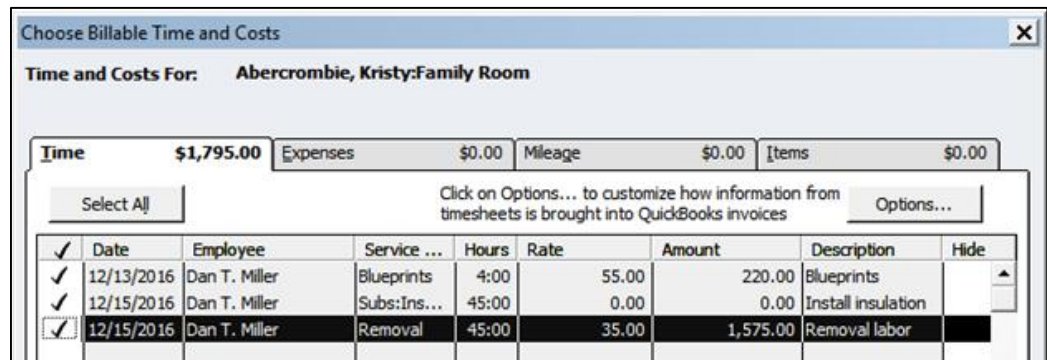 Choose Billable Time and Costs
Time and Costs For: Abercrombie, Kristy:Family Room
Time $1,795.00 Expenses $0.00 Mileage $0.00 Items $0.00
Select All Click on Options... to customize how information from timesheets is brought into QuickBooks invoices Options...
✓ Date Employee Service ... Hours Rate Amount Description Hide
✓ 12/13/2016 Dan T. Miller Blueprints 4:00 55.00 220.00 Blueprints
✓ 12/15/2016 Dan T. Miller Subs:Ins... 45:00 0.00 0.00 Install insulation
✓ 12/15/2016 Dan T. Miller Removal 45:00 35.00 1,575.00 Removal labor